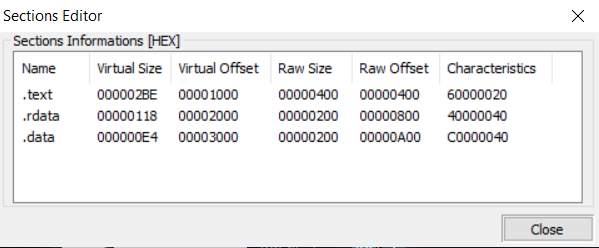 Sections Editor
Sections Informations [HEX]
Name Virtual Size Virtual Offset Raw Size Raw Offset Characteristics
.text 000002BE 00001000 00000400 00000400 60000020
.rdata 00000118 00002000 00000200 00000800 40000040
.data 000000E4 00003000 00000200 00000A00 C0000040
Close